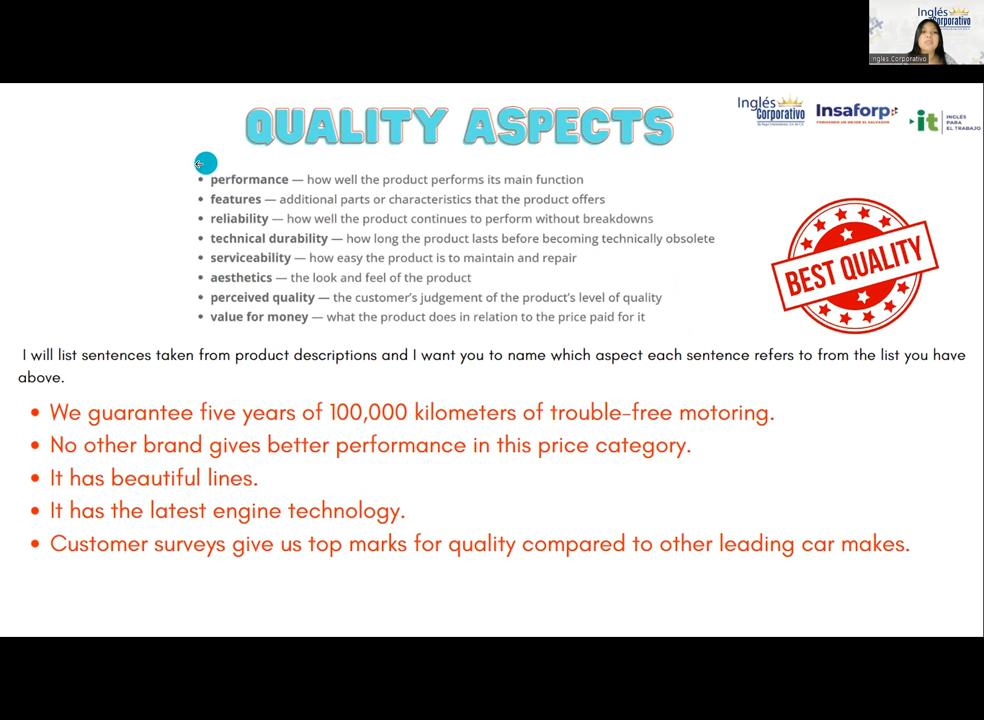 Inglés
Corporativo
Ingles Corporativo
QUALITY ASPECTS
Inglés
Corporativo
Insaforp
FORMANDO UN MEJOR EL SALVADOR
it
INGLÉS
PARA
EL TRABAJO
• performance — how well the product performs its main function
• features — additional parts or characteristics that the product offers
• reliability — how well the product continues to perform without breakdowns
• technical durability — how long the product lasts before becoming technically obsolete
• serviceability — how easy the product is to maintain and repair
• aesthetics — the look and feel of the product
• perceived quality — the customer's judgement of the product's level of quality
• value for money — what the product does in relation to the price paid for it
BEST QUALITY
I will list sentences taken from product descriptions and I want you to name which aspect each sentence refers to from the list you have
above.
• We guarantee five years of 100,000 kilometers of trouble-free motoring.
• No other brand gives better performance in this price category.
• It has beautiful lines.
• It has the latest engine technology.
• Customer surveys give us top marks for quality compared to other leading car makes.